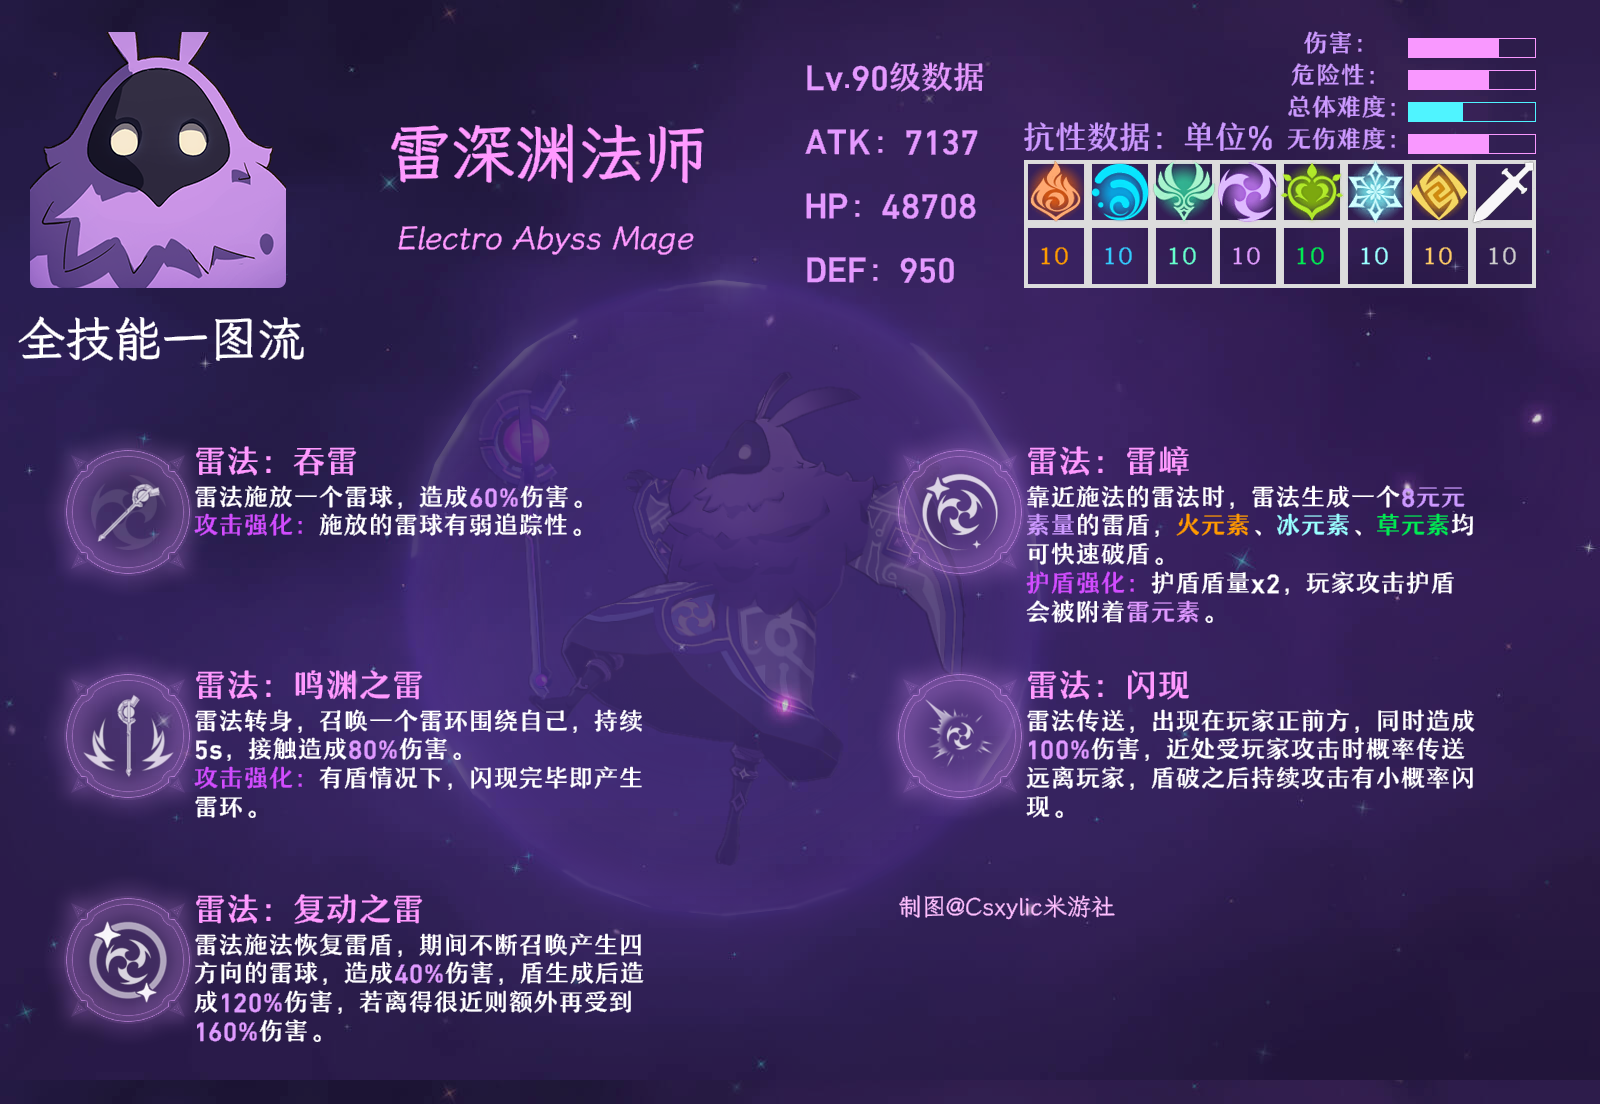 雷深渊法师
Electro Abyss Mage
全技能一图流
Lv.90级数据
ATK：7137
HP：48708
DEF：950
伤害：
危险性：
总体难度：
无伤难度：
抗性数据：单位%
10 10 10 10 10 10 10 10
雷法：吞雷
雷法施放一个雷球，造成60%伤害。
攻击强化：施放的雷球有弱追踪性。
雷法：鸣渊之雷
雷法转身，召唤一个雷环围绕自己，持续
5s，接触造成80%伤害。
攻击强化：有盾情况下，闪现完毕即产生
雷环。
雷法：复动之雷
雷法施法恢复雷盾，期间不断召唤产生四
方向的雷球，造成40%伤害，盾生成后造
成120%伤害，若离得很近则额外再受到
160%伤害。
雷法：雷嶂
靠近施法的雷法时，雷法生成一个8元元
素量的雷盾，火元素、冰元素、草元素均
可快速破盾。
护盾强化：护盾盾量x2，玩家攻击护盾
会被附着雷元素。
雷法：闪现
雷法传送，出现在玩家正前方，同时造成
100%伤害，近处受玩家攻击时概率传送
远离玩家，盾破之后持续攻击有小概率闪
现。
制图@Csxylic米游社